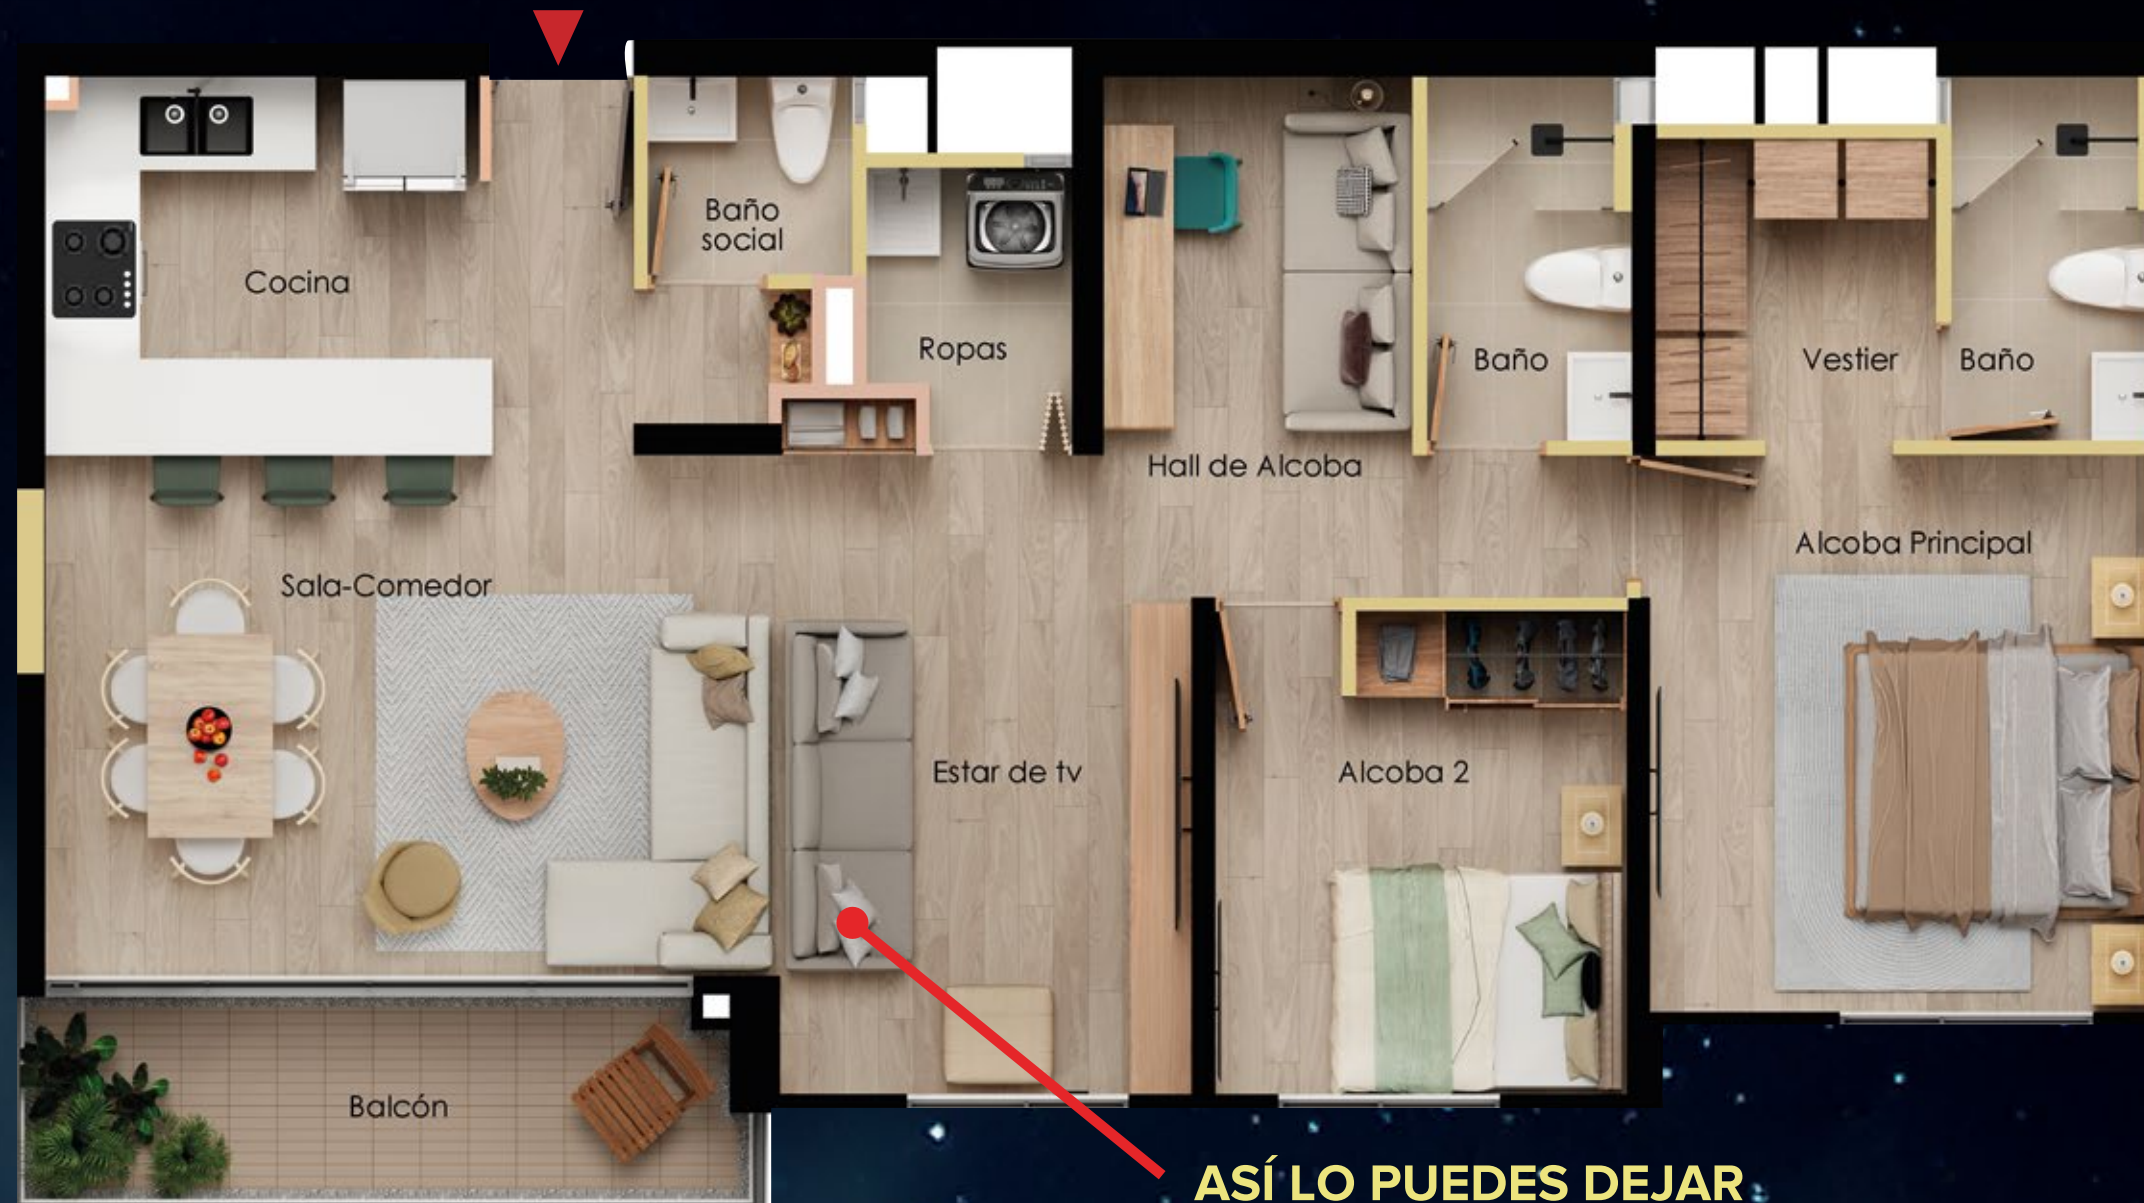 Baño
social
Cocina
Ropas
Baño
Vestier
Baño
Hall de Alcoba
Alcoba Principal
Sala-Comedor
Estar de tv
Alcoba 2
Balcón
ASÍ LO PUEDES DEJAR